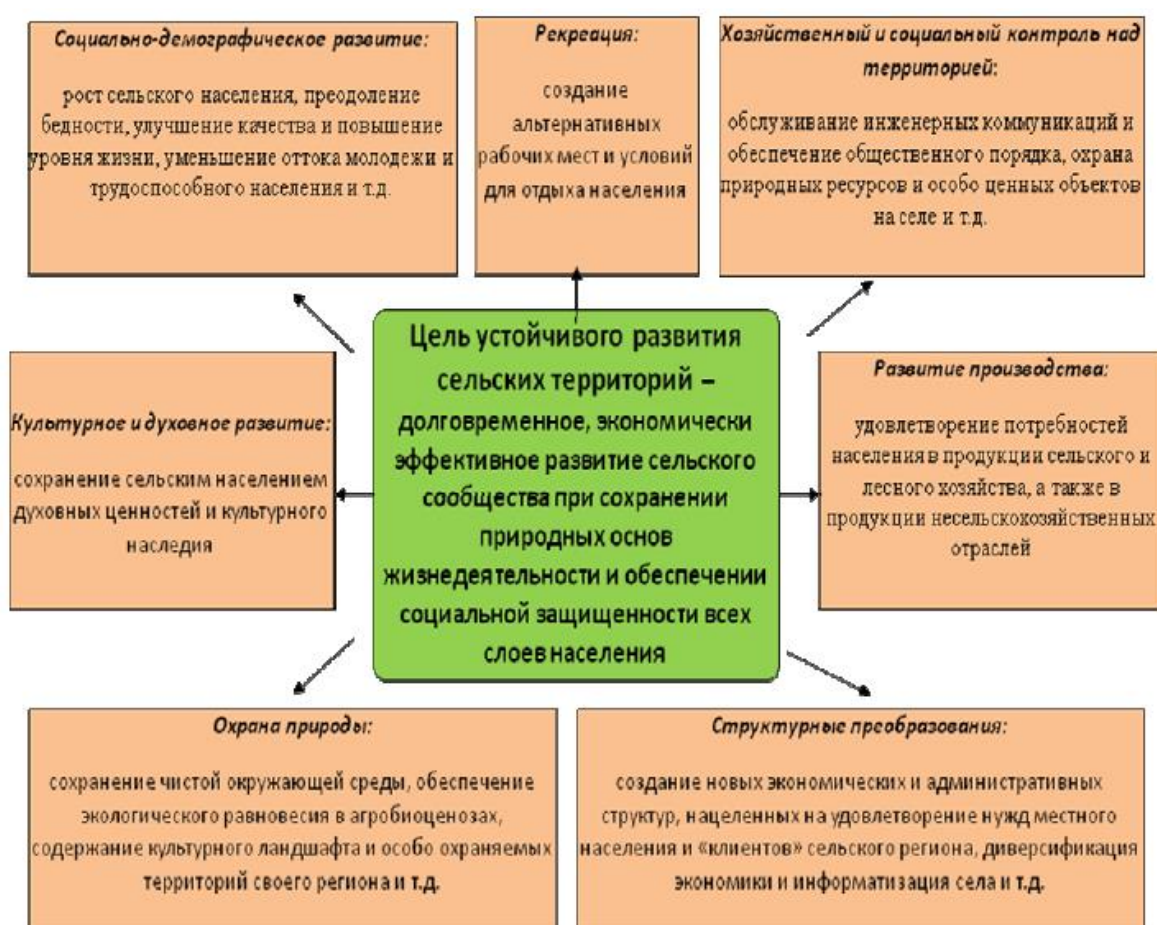 Социально-демографическое развитие:
рост сельского населения, преодоление
бедности, улучшение качества и повышение
уровня жизни, уменьшение оттока молодежи и
трудоспособного населения и т.д.
Рекреация:
создание
альтернативных
рабочих мест и условий
для отдыха населения
Хозяйственный и социальный контроль над
территорией:
обслуживание инженерных коммуникаций и
обеспечение общественного порядка, охрана
природных ресурсов и особо ценных объектов
на селе и т.д.
Культурное и духовное развитие:
сохранение сельским населением
духовных ценностей и культурного
наследия
Цель устойчивого развития
сельских территорий –
долговременное, экономически
эффективное развитие сельского
сообщества при сохранении
природных основ
жизнедеятельности и обеспечении
социальной защищенности всех
слоев населения
Развитие производства:
удовлетворение потребностей
населения в продукции сельского и
лесного хозяйства, а также в
продукции несельскохозяйственных
отраслей
Охрана природы:
сохранение чистой окружающей среды, обеспечение
экологического равновесия в агробиоценозах,
содержание культурного ландшафта и особо охраняемых
территорий своего региона и т.д.
Структурные преобразования:
создание новых экономических и административных
структур, нацеленных на удовлетворение нужд местного
населения и «клиентов» сельского региона, диверсификация
экономики и информатизация села и т.д.